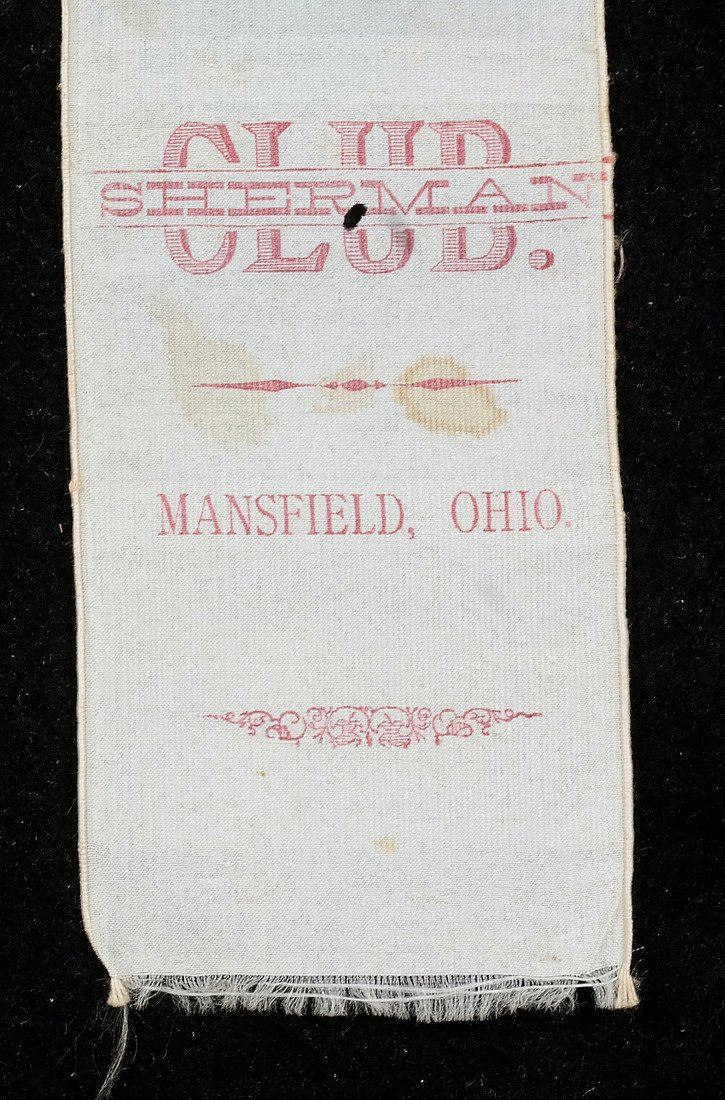 CLUB.
SHERMAN
MANSFIELD, OHIO.